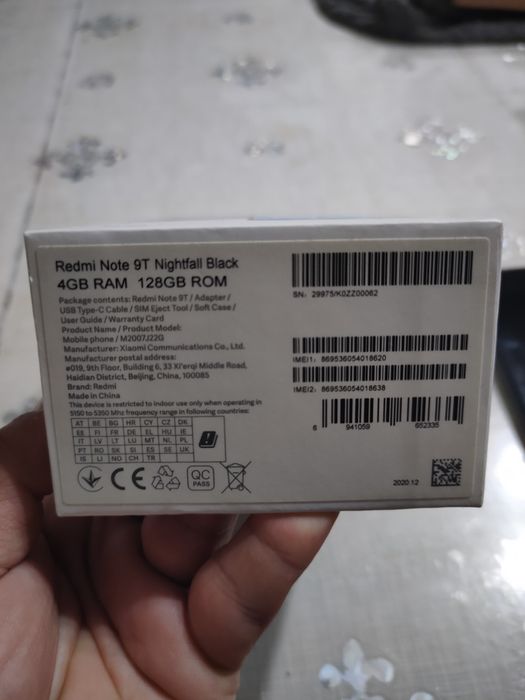 Redmi Note 9T Nightfall Black
4GB RAM 128GB ROM
Package contents: Redmi Note 9T / Adapter /
USB Type-C Cable / SIM Eject Tool / Soft Case /
User Guide / Warranty Card
Product Name / Product Model:
Mobile phone / M2007J22G
Manufacturer: Xiaomi Communications Co., Ltd.
Manufacturer postal address:
#019, 9th Floor, Building 6, 33 Xi'erqi Middle Road,
Haidian District, Beijing, China, 100085
Brand: Redmi
Made in China
This device is restricted to indoor use only when operating in
5150 to 5350 Mhz frequency range in following countries:
AT BE BG HR CY CZ DK
EE FI FR DE EL HU IE
IT LV LT LU MT NL PL
PT RO SK SI ES SE UK
IS LI NO CH TR
CE
QC
PASS
SN: 29975/K0ZZ00062
IMEI1: 869536054018620
IMEI2: 869536054018638
6 941059 652335
2020.12